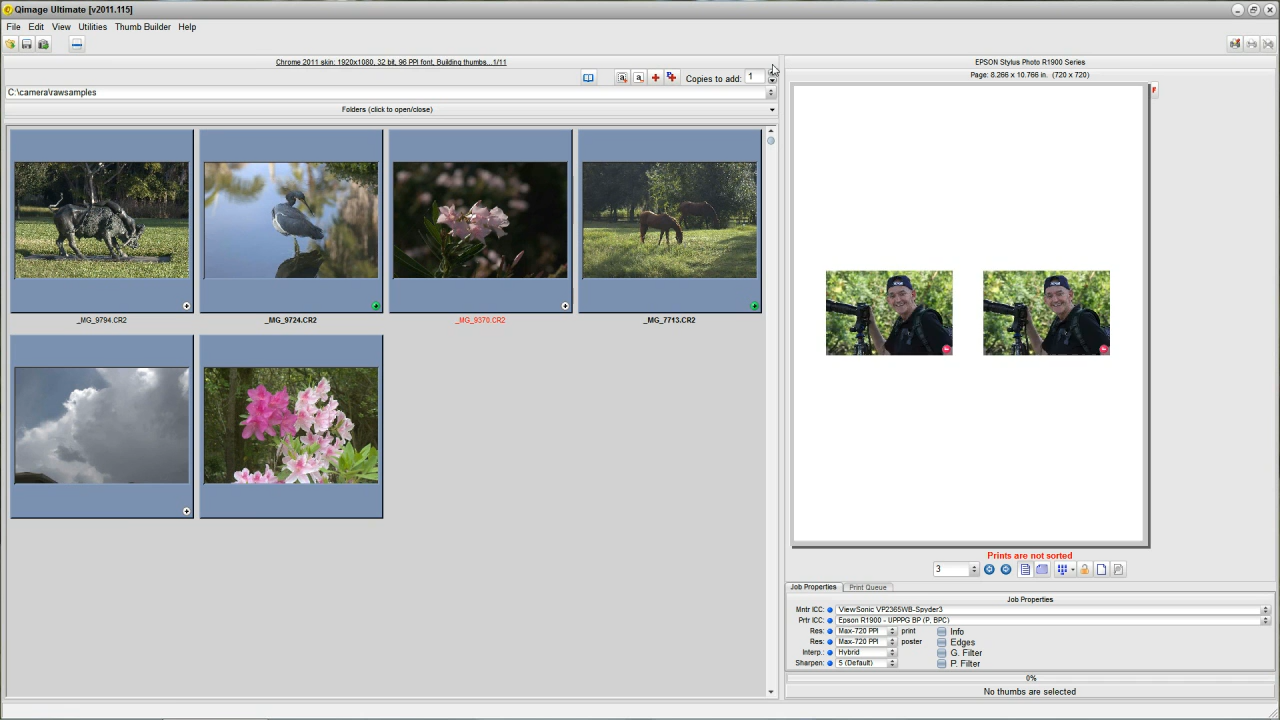 Qimage Ultimate [v2011.115]
File Edit View Utilities Thumb Builder Help
Chrome 2011 skin: 1920x1080, 32 bit, 96 PPI font, Building thumbs...1/11
EPSON Stylus Photo R1900 Series
Copies to add: 1
Page: 8.266 x 10.766 in. (720 x 720)
C:\camera\rawsamples
Folders (click to open/close)
_MG_9794.CR2
_MG_9724.CR2
_MG_9370.CR2
_MG_7713.CR2
Prints are not sorted
3
Job Properties Print Queue
Job Properties
Mntr ICC: ViewSonic VP2365WB-Spyder3
Prtr ICC: Epson R1900 - UPPPG BP (P, BPC)
Res: Max-720 PPI print Info
Res: Max-720 PPI poster Edges
Interp.: Hybrid G. Filter
Sharpen: 5 (Default) P. Filter
0%
No thumbs are selected